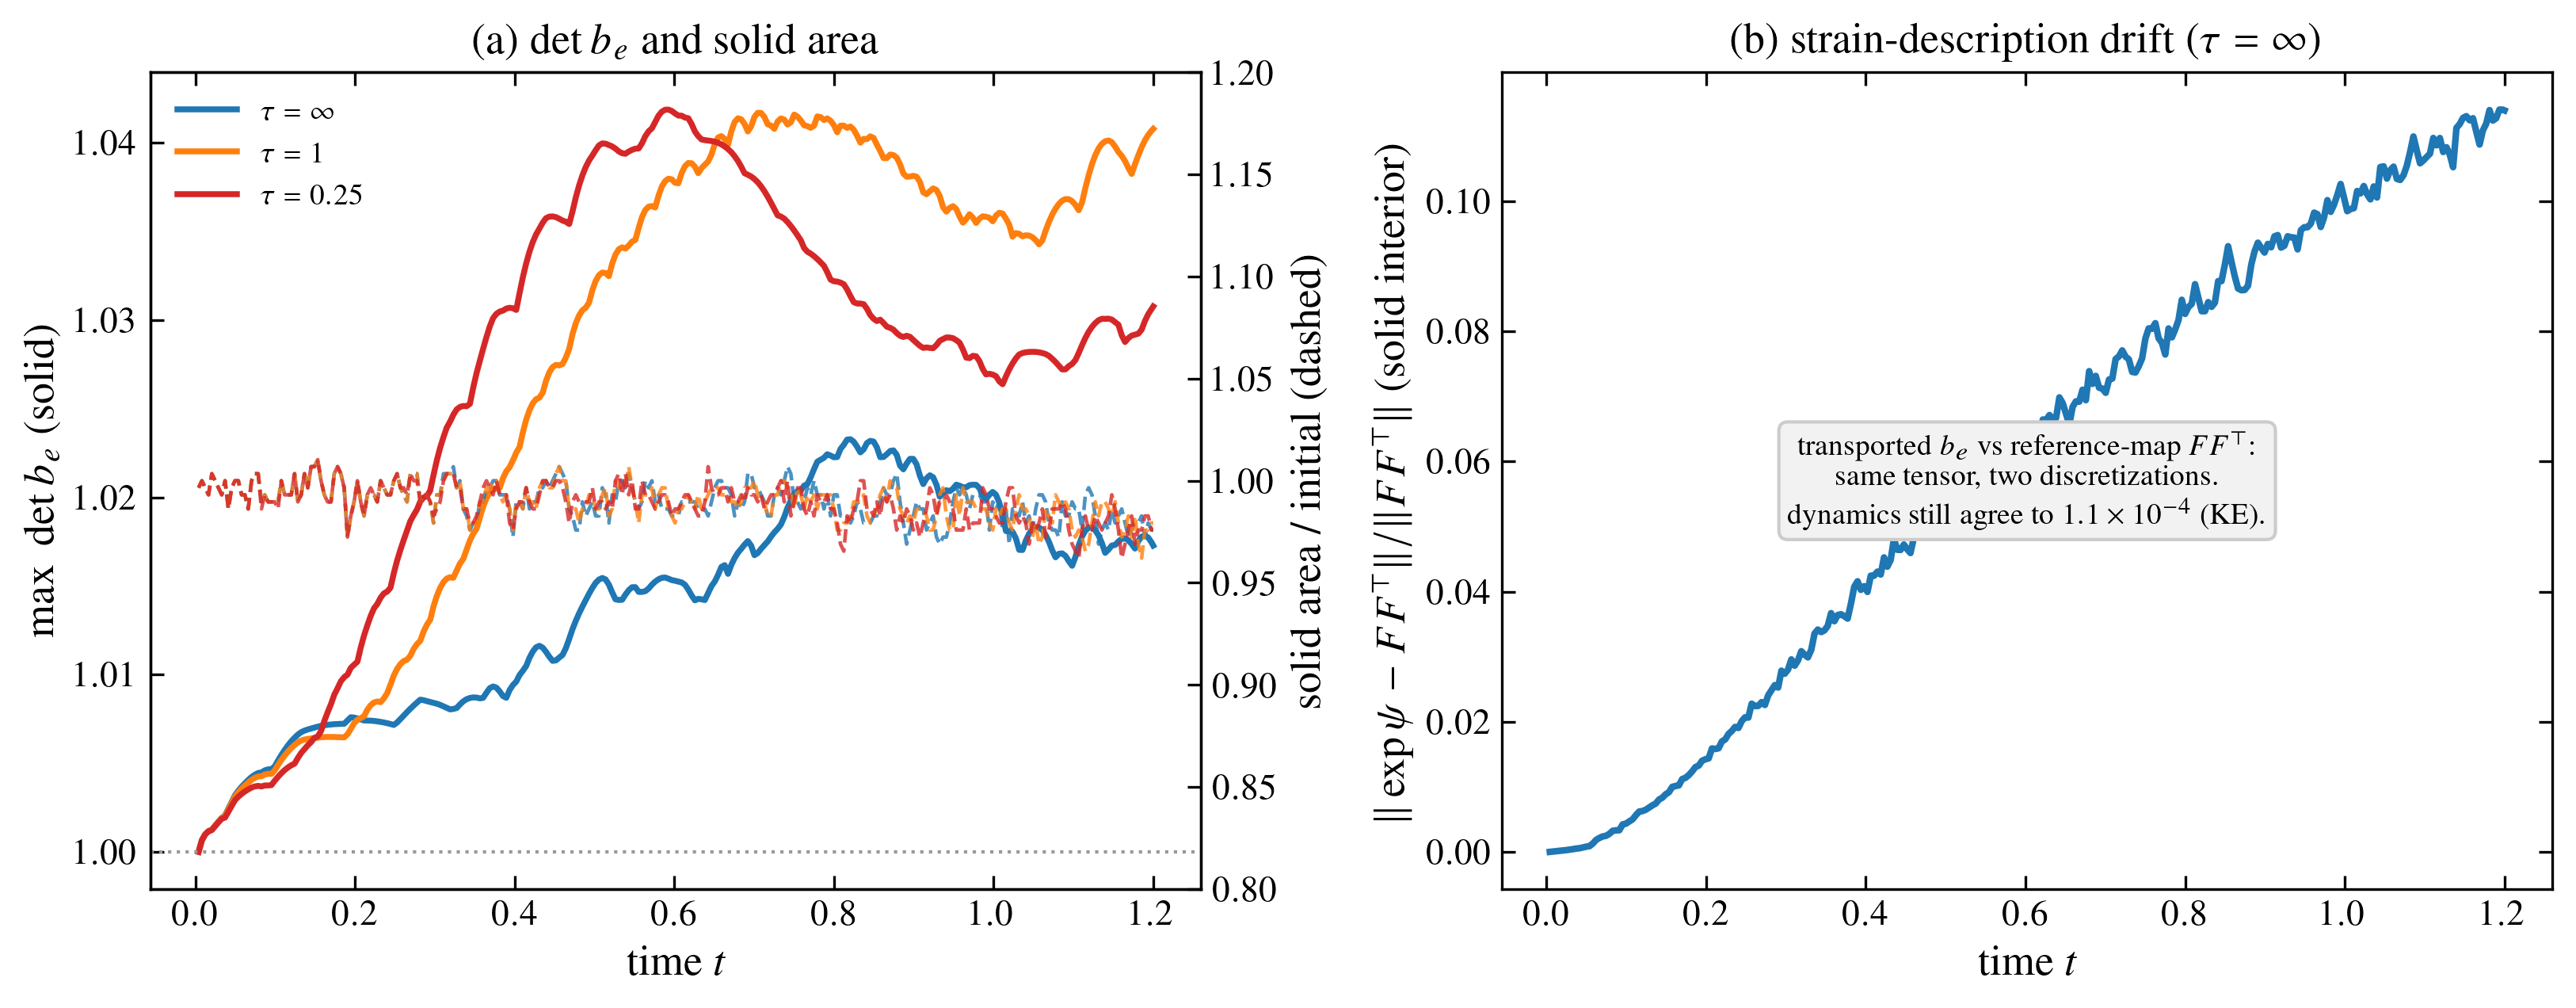 (a) det b_e and solid area
τ = ∞
τ = 1
τ = 0.25
max det b_e (solid)
1.04
1.03
1.02
1.01
1.00
1.20
1.15
1.10
1.05
1.00
0.95
0.90
0.85
0.80
solid area / initial (dashed)
0.0 0.2 0.4 0.6 0.8 1.0 1.2
time t
(b) strain-description drift (τ = ∞)
|| exp ψ − FF^⊤||/||FF^⊤|| (solid interior)
0.10
0.08
0.06
0.04
0.02
0.00
transported b_e vs reference-map FF^⊤:
same tensor, two discretizations.
dynamics still agree to 1.1 × 10^−4 (KE).
0.0 0.2 0.4 0.6 0.8 1.0 1.2
time t